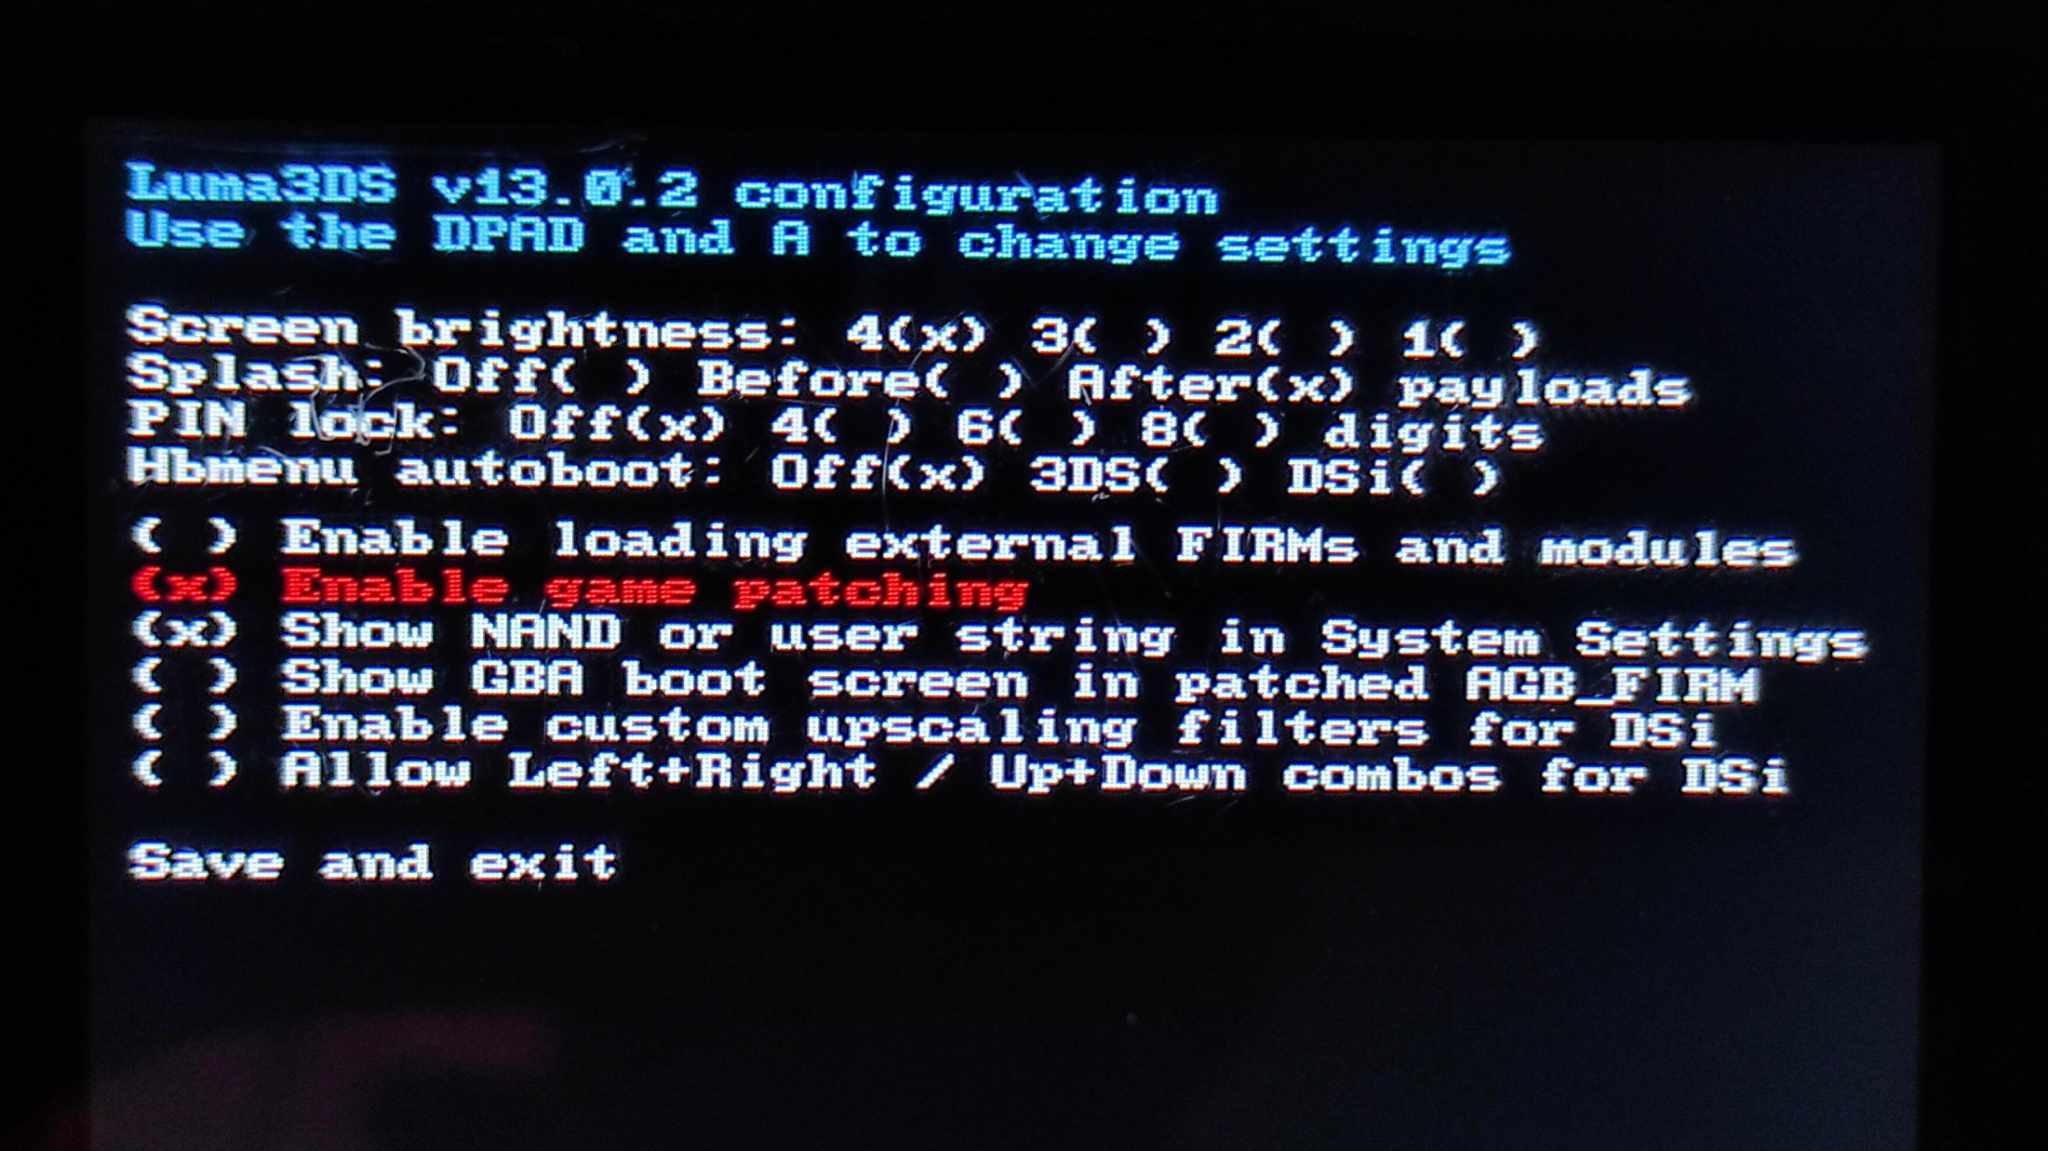 Luma3DS v13.0.2 configuration
Use the DPAD and A to change settings
Screen brightness: 4(x) 3( ) 2( ) 1( )
Splash: Off( ) Before( ) After(x) payloads
PIN lock: Off(x) 4( ) 6( ) 8( ) digits
Hbmenu autoboot: Off(x) 3DS( ) DSi( )
( ) Enable loading external FIRMs and modules
(x) Enable game patching
(x) Show NAND or user string in System Settings
( ) Show GBA boot screen in patched AGB_FIRM
( ) Enable custom upscaling filters for DSi
( ) Allow Left+Right / Up+Down combos for DSi
Save and exit